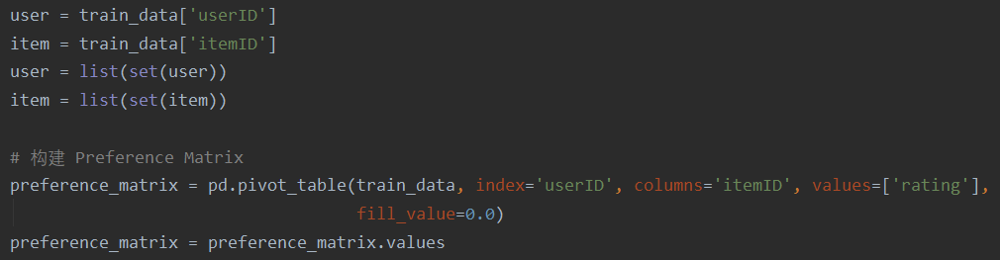 user = train_data['userID']
item = train_data['itemID']
user = list(set(user))
item = list(set(item))

# 构建 Preference Matrix
preference_matrix = pd.pivot_table(train_data, index='userID', columns='itemID', values=['rating'],
                                   fill_value=0.0)
preference_matrix = preference_matrix.values